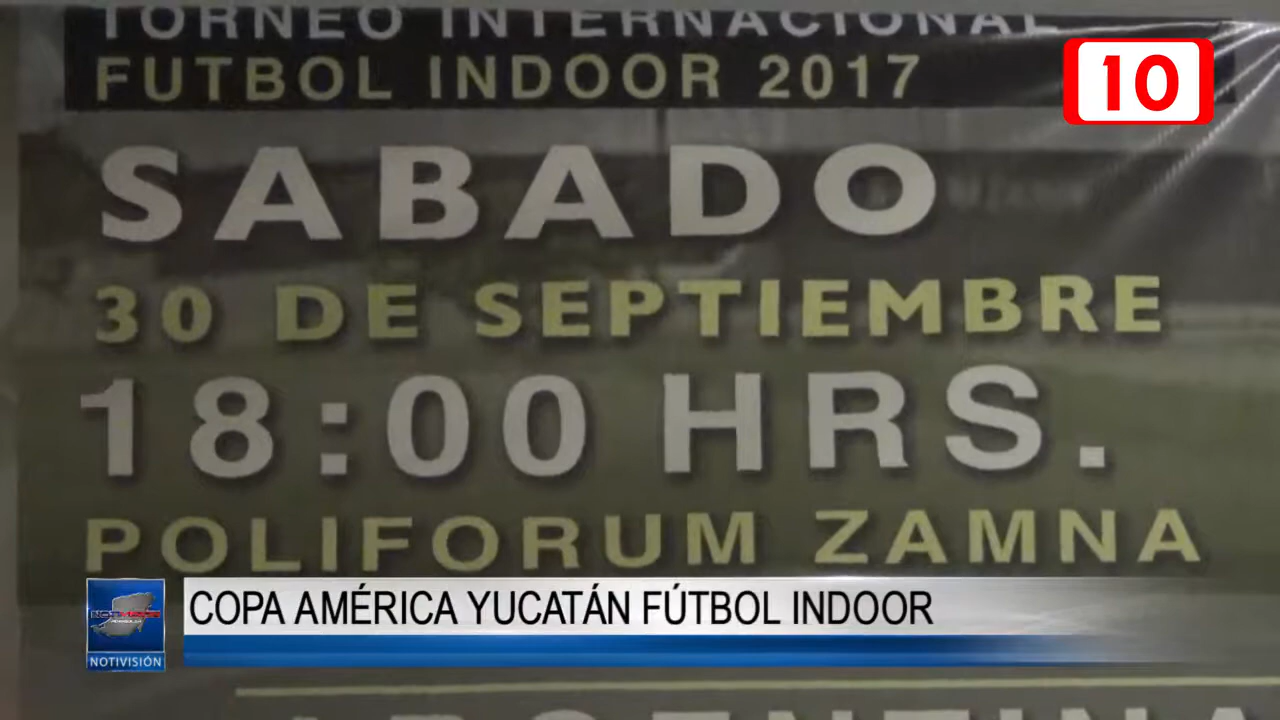 TORNEO INTERNACIONAL
FUTBOL INDOOR 2017
10
SABADO
30 DE SEPTIEMBRE
18:00 HRS.
POLIFORUM ZAMNA
COPA AMÉRICA YUCATÁN FÚTBOL INDOOR
NOTIVISIÓN
ARGENTINA